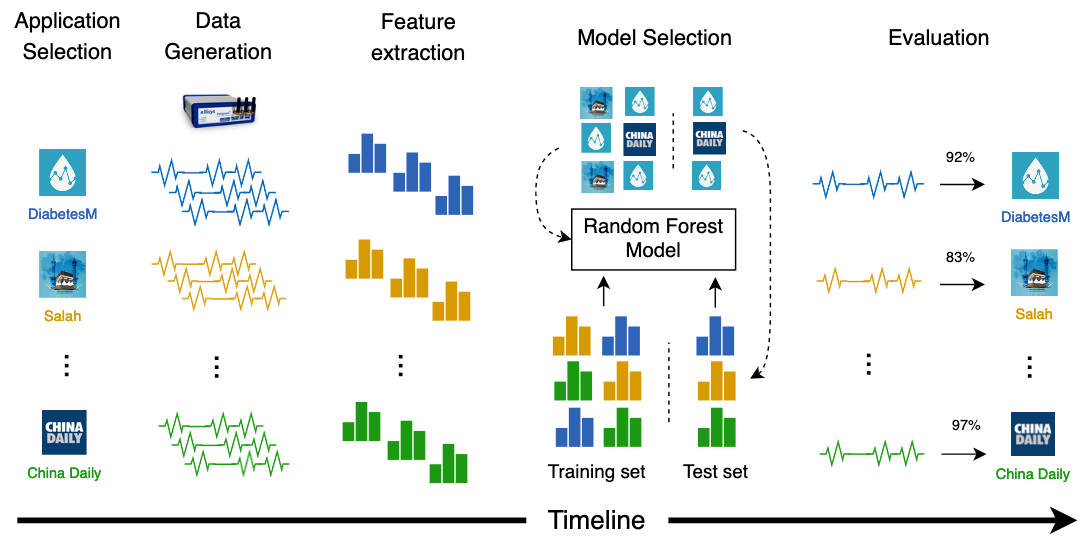 Application
Selection
Data
Generation
Feature
extraction
Model Selection
Evaluation
ellisys
DiabetesM
Salah
China Daily
CHINA
DAILY
CHINA
DAILY
Random Forest
Model
Training set
Test set
CHINA
DAILY
92%
DiabetesM
83%
Salah
97%
CHINA
DAILY
China Daily
Timeline